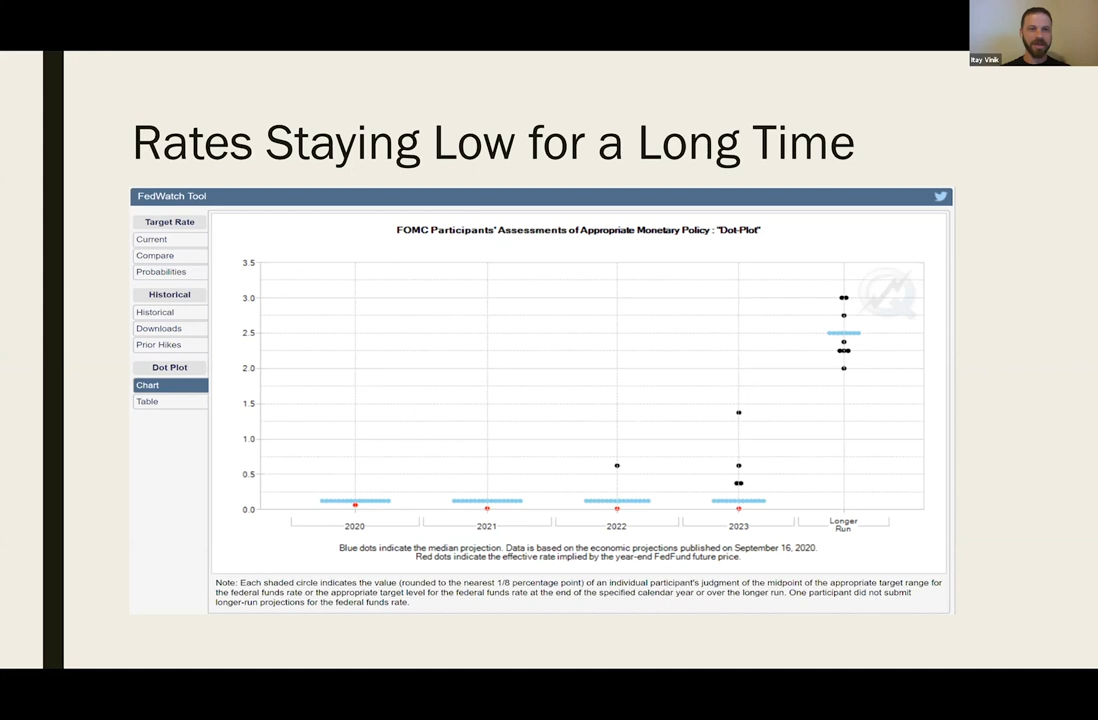 Itay Vinik
Rates Staying Low for a Long Time
FedWatch Tool
Target Rate
Current
Compare
Probabilities
Historical
Historical
Downloads
Prior Hikes
Dot Plot
Chart
Table
FOMC Participants' Assessments of Appropriate Monetary Policy : "Dot-Plot"
3.5
3.0
2.5
2.0
1.5
1.0
0.5
0.0
2020
2021
2022
2023
Longer
Run
Blue dots indicate the median projection. Data is based on the economic projections published on September 16, 2020.
Red dots indicate the effective rate implied by the year-end FedFund future price.
Note: Each shaded circle indicates the value (rounded to the nearest 1/8 percentage point) of an individual participant's judgment of the midpoint of the appropriate target range for
the federal funds rate or the appropriate target level for the federal funds rate at the end of the specified calendar year or over the longer run. One participant did not submit
longer-run projections for the federal funds rate.